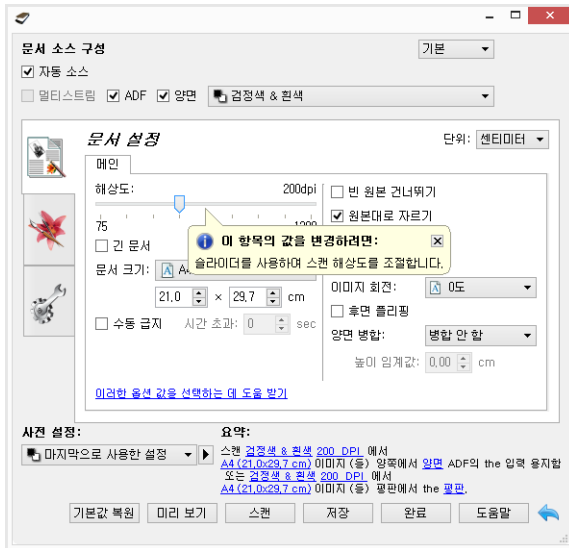 문서 소스 구성
기본
자동 소스
멀티스트림 ADF 양면 검정색 & 흰색
문서 설정
단위: 센티미터
메인
해상도: 200dpi
75 1200
빈 원본 건너뛰기
원본대로 자르기
긴 문서
이 항목의 값을 변경하려면:
슬라이더를 사용하여 스캔 해상도를 조절합니다.
문서 크기: A4
21,0 × 29,7 cm
수동 급지 시간 초과: 0 sec
이미지 회전: 0도
후면 플리핑
양면 병합: 병합 안 함
높이 임계값: 0,00 cm
이러한 옵션 값을 선택하는 데 도움 받기
사전 설정:
마지막으로 사용한 설정
요약:
스캔 검정색 & 흰색 200 DPI 에서
A4 (21,0x29,7 cm) 이미지 (들) 양쪽에서 양면 ADF의 the 입력 용지함
또는 검정색 & 흰색 200 DPI 에서
A4 (21,0x29,7 cm) 이미지 (들) 평판에서 the 평판.
기본값 복원 미리 보기 스캔 저장 완료 도움말